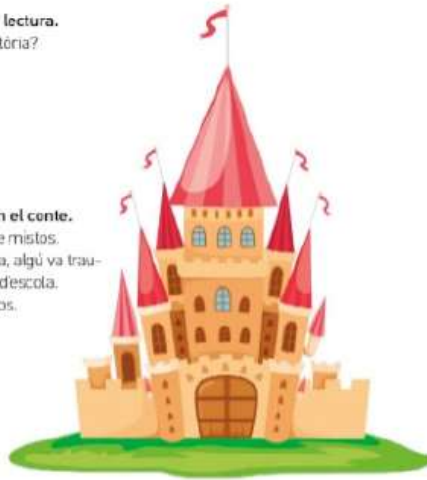 lectura.
tòria?
n el conte.
e mistos.
a, algú va trau-
d'escola.
os.